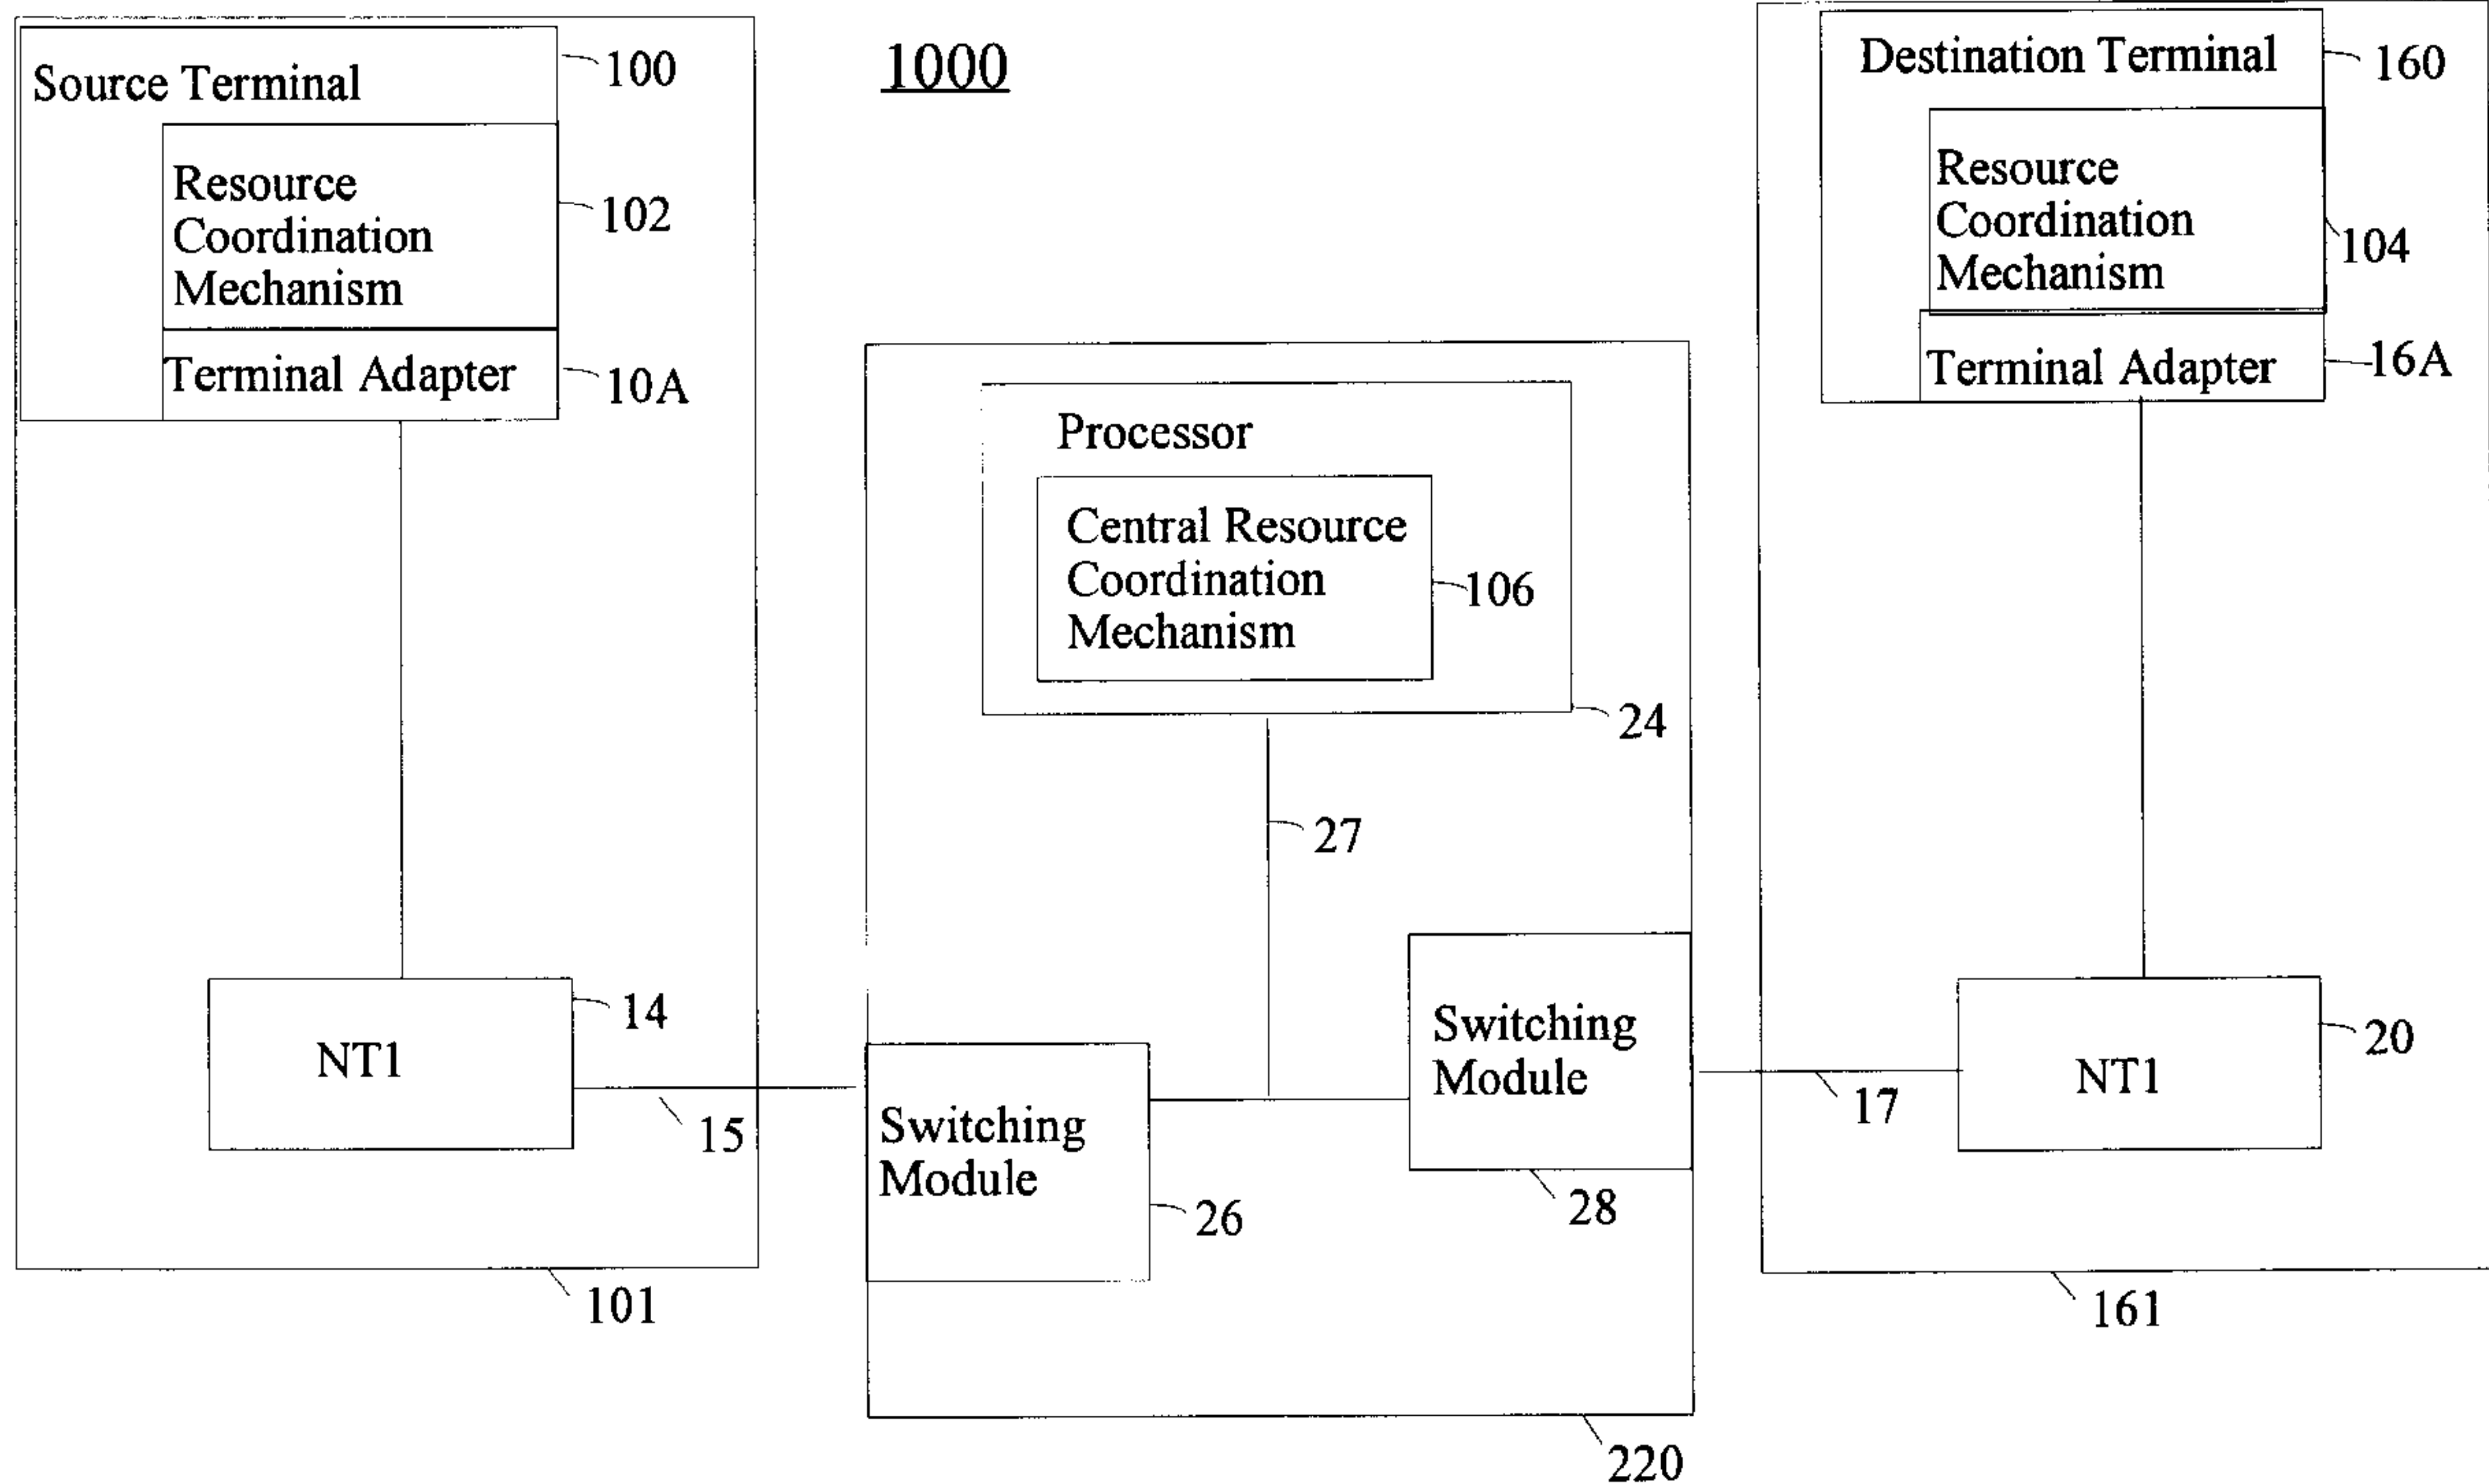 1000
Source Terminal
100
Resource
Coordination
Mechanism
102
Terminal Adapter
10A
NT1
14
15
101
Processor
Central Resource
Coordination
Mechanism
106
24
27
Switching
Module
26
Switching
Module
28
220
Destination Terminal
160
Resource
Coordination
Mechanism
104
Terminal Adapter
16A
NT1
20
17
161